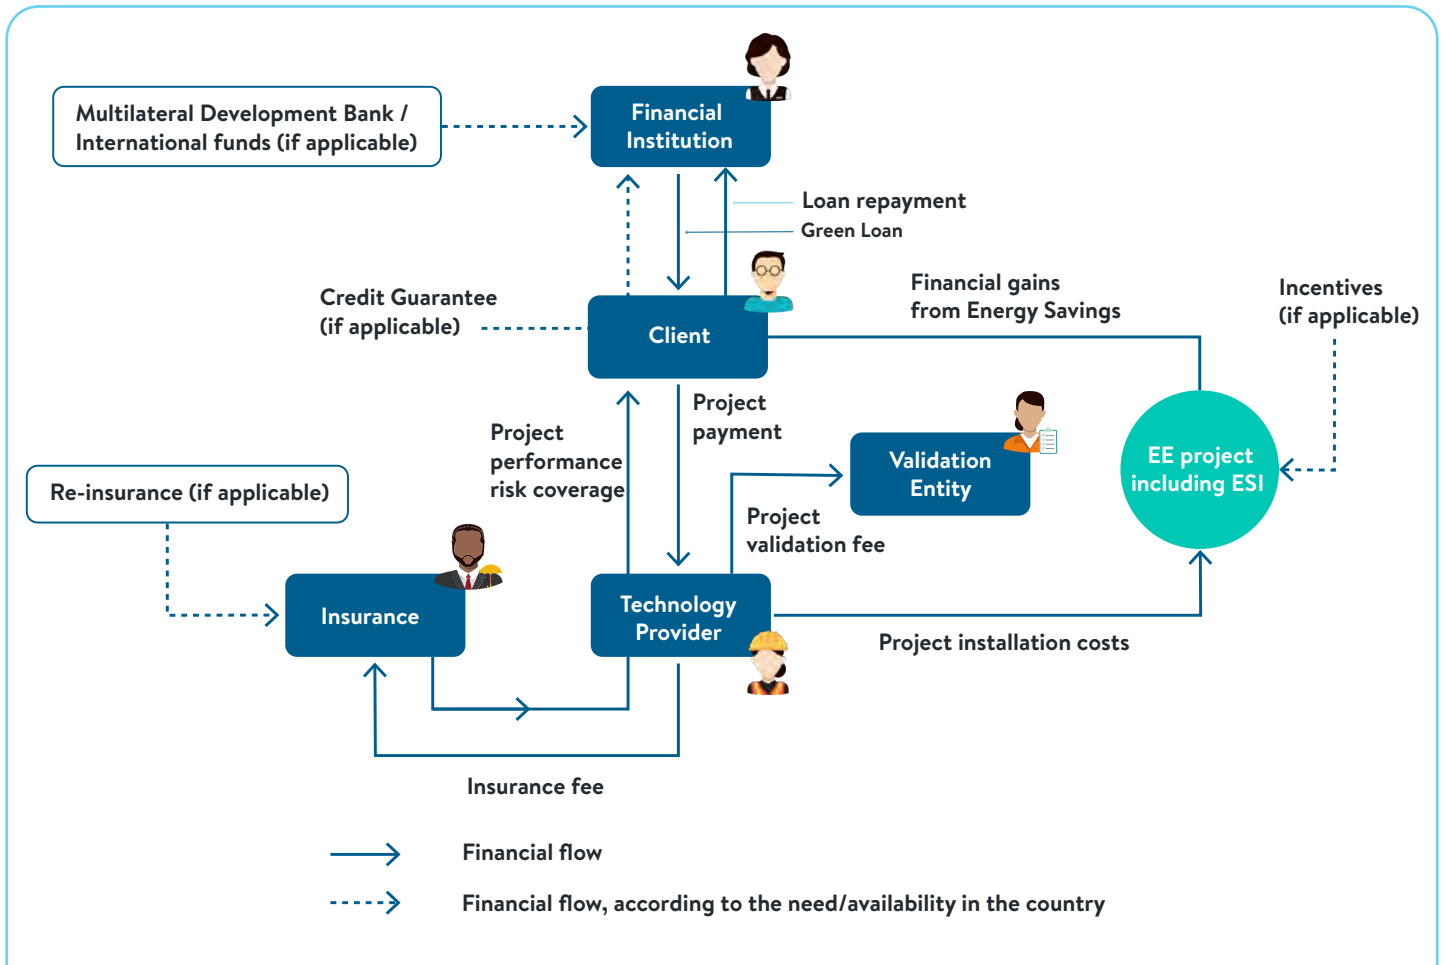 Multilateral Development Bank /
International funds (if applicable)
Financial
Institution
Loan repayment
Green Loan
Credit Guarantee
(if applicable)
Client
Financial gains
from Energy Savings
Incentives
(if applicable)
Project
payment
Project
performance
risk coverage
Validation
Entity
EE project
including ESI
Re-insurance (if applicable)
Project
validation fee
Insurance
Technology
Provider
Project installation costs
Insurance fee
Financial flow
Financial flow, according to the need/availability in the country